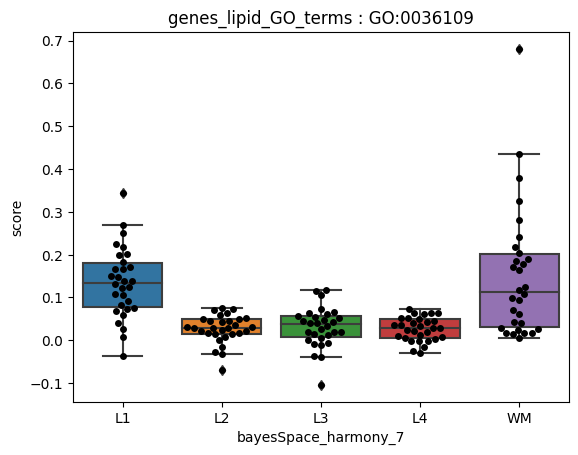 genes_lipid_GO_terms : GO:0036109
0.7
0.6
0.5
0.4
0.3
0.2
0.1
0.0
−0.1
score
L1 L2 L3 L4 WM
bayesSpace_harmony_7